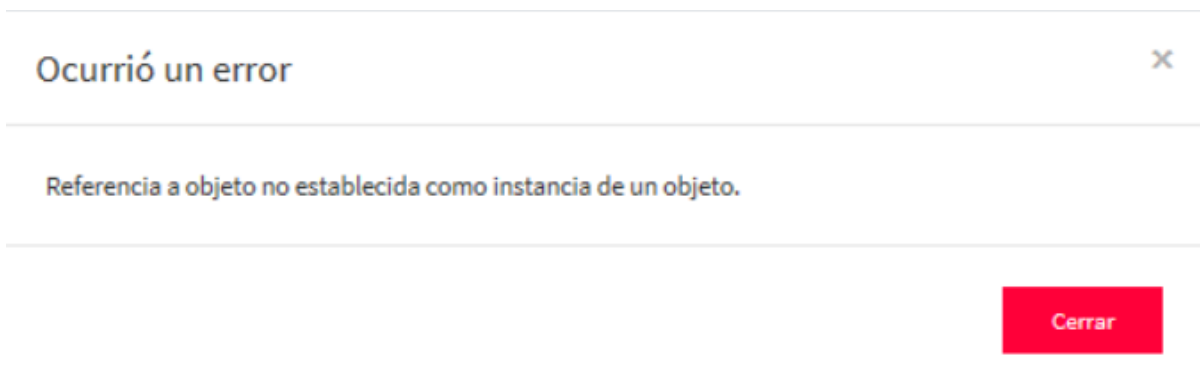 Ocurrió un error
×
Referencia a objeto no establecida como instancia de un objeto.
Cerrar